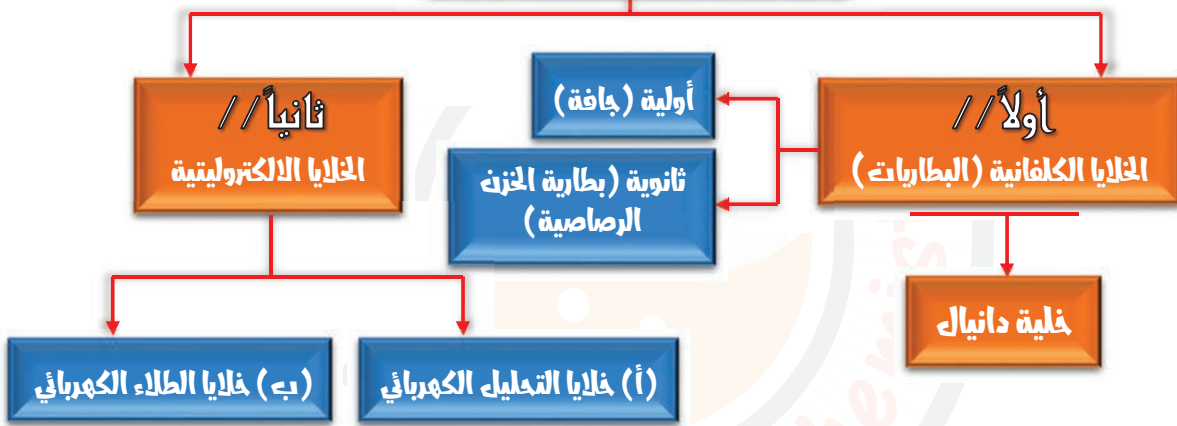 أولاً//
الخلايا الكلفانية (البطاريات)
أولية (جافة)
ثانوية (بطارية الخزن
الرصاصية)
خلية دانيال
ثانياً//
الخلايا الالكتروليتية
(أ) خلايا التحليل الكهربائي
(ب) خلايا الطلاء الكهربائي